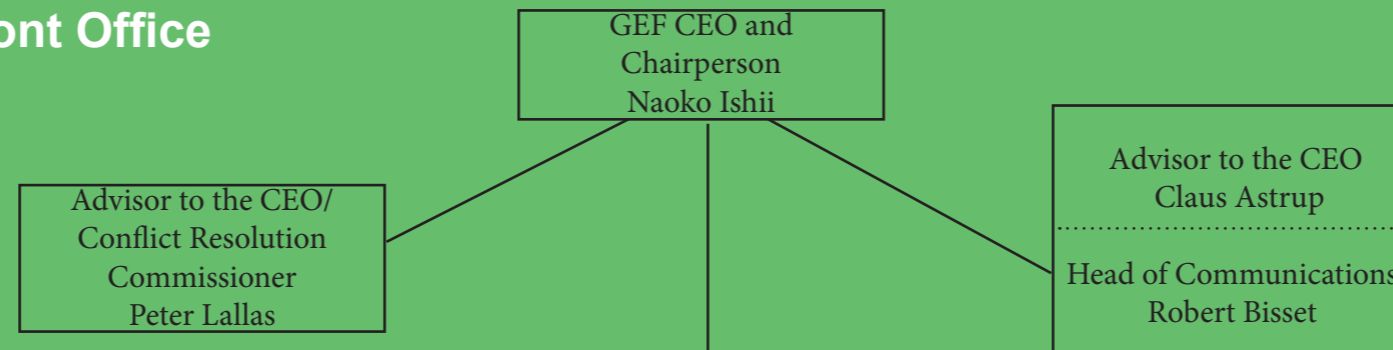 ont Office
GEF CEO and
Chairperson
Naoko Ishii
Advisor to the CEO/
Conflict Resolution
Commissioner
Peter Lallas
Advisor to the CEO
Claus Astrup
Head of Communications
Robert Bisset